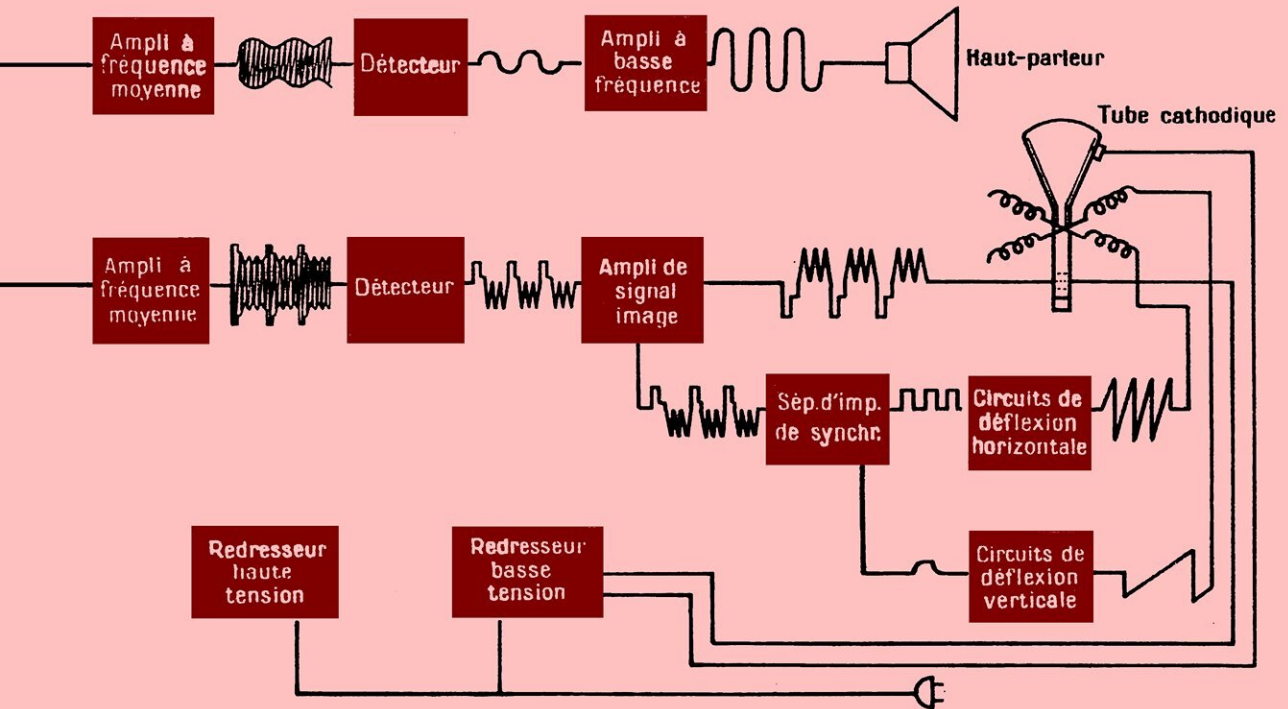 Ampli à
fréquence
moyenne
Détecteur
Ampli à
basse
fréquence
Haut-parleur
Tube cathodique
Ampli à
fréquence
moyenne
Détecteur
Ampli de
signal
image
Sép.d'imp.
de synchr.
Circuits de
déflexion
horizontale
Redresseur
haute
tension
Redresseur
basse
tension
Circuits de
déflexion
verticale